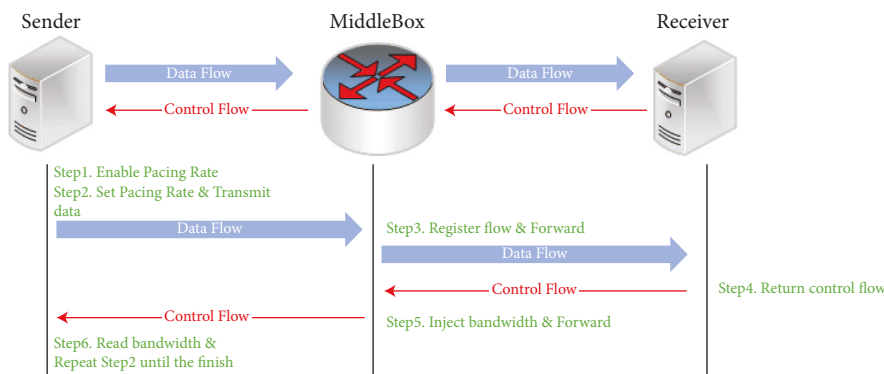 Sender
MiddleBox
Receiver
Data Flow
Data Flow
Control Flow
Control Flow
Step1. Enable Pacing Rate
Step2. Set Pacing Rate & Transmit
data
Data Flow
Step3. Register flow & Forward
Data Flow
Control Flow
Step4. Return control flow
Control Flow
Step5. Inject bandwidth & Forward
Step6. Read bandwidth &
Repeat Step2 until the finish